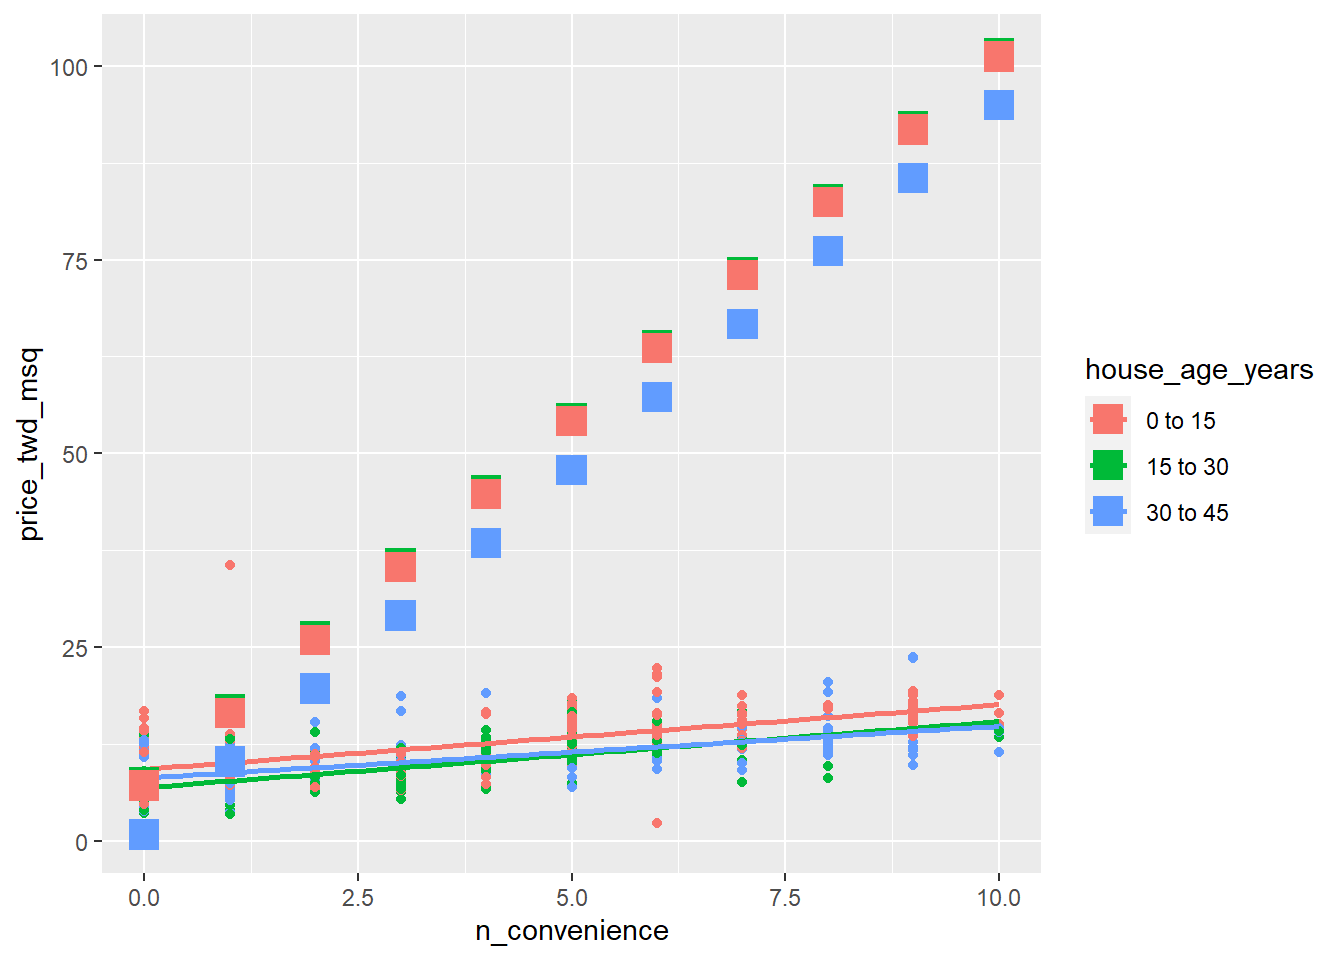 100
75
50
25
0
price_twd_msq
0.0 2.5 5.0 7.5 10.0
n_convenience
house_age_years
0 to 15
15 to 30
30 to 45